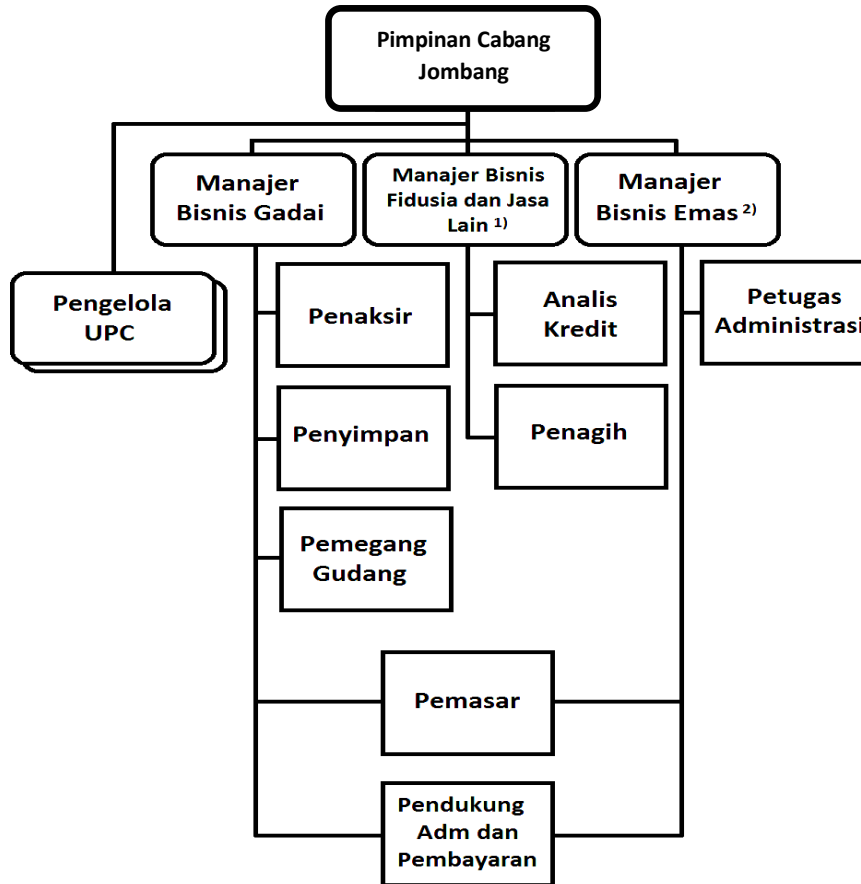 Pimpinan Cabang
Jombang
Manajer
Bisnis Gadai
Manajer Bisnis
Fidusia dan Jasa
Lain 1)
Manajer
Bisnis Emas 2)
Pengelola
UPC
Penaksir
Analis
Kredit
Petugas
Administrasi
Penyimpan
Penagih
Pemegang
Gudang
Pemasar
Pendukung
Adm dan
Pembayaran